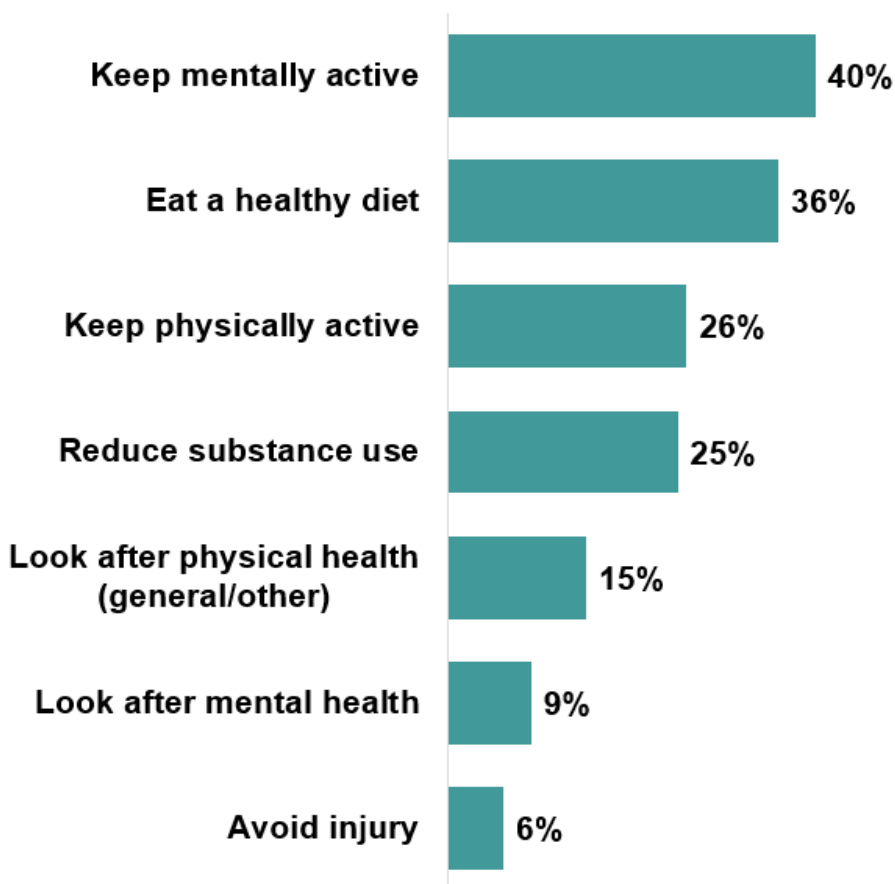 Keep mentally active 40%
Eat a healthy diet 36%
Keep physically active 26%
Reduce substance use 25%
Look after physical health
(general/other) 15%
Look after mental health 9%
Avoid injury 6%